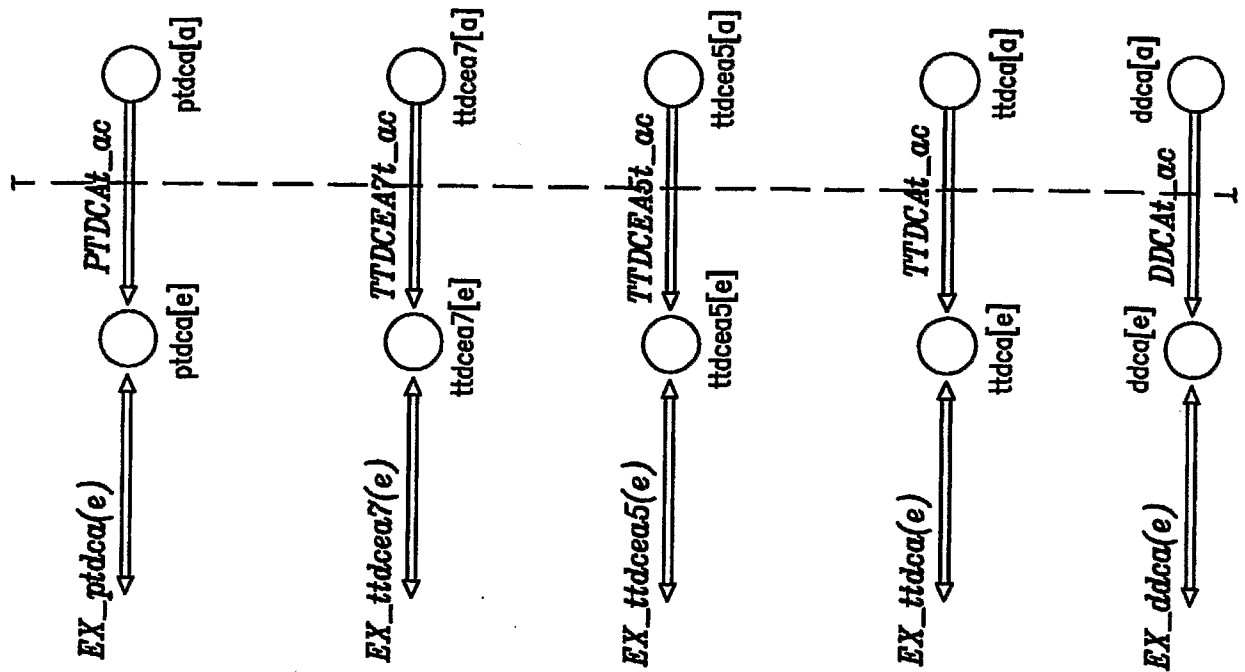 EX_ptdca(e)
PTDCAt_ac
ptdca[e]
ptdca[a]
EX_ttdcea7(e)
TTDCEA7t_ac
ttdcea7[e]
ttdcea7[a]
EX_ttdcea5(e)
TTDCEA5t_ac
ttdcea5[e]
ttdcea5[a]
EX_ttdca(e)
TTDCAt_ac
ttdca[e]
ttdca[a]
EX_ddca(e)
ddca[e]
DDCAt_ac
ddca[a]